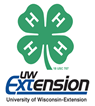 H H
H H
UW
Extension
University of Wisconsin-Extension